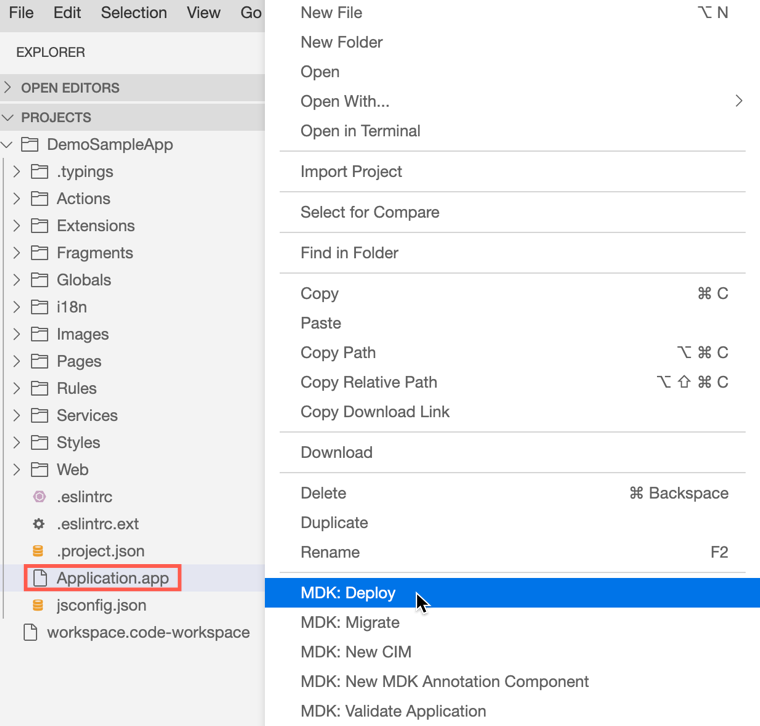 File Edit Selection View Go
EXPLORER
OPEN EDITORS
PROJECTS
DemoSampleApp
.typings
Actions
Extensions
Fragments
Globals
i18n
Images
Pages
Rules
Services
Styles
Web
.eslintrc
.eslintrc.ext
.project.json
Application.app
jsconfig.json
workspace.code-workspace
New File ⌥ N
New Folder
Open
Open With...
Open in Terminal
Import Project
Select for Compare
Find in Folder
Copy ⌘ C
Paste
Copy Path ⌥ ⌘ C
Copy Relative Path ⌥ ⇧ ⌘ C
Copy Download Link
Download
Delete ⌘ Backspace
Duplicate
Rename F2
MDK: Deploy
MDK: Migrate
MDK: New CIM
MDK: New MDK Annotation Component
MDK: Validate Application